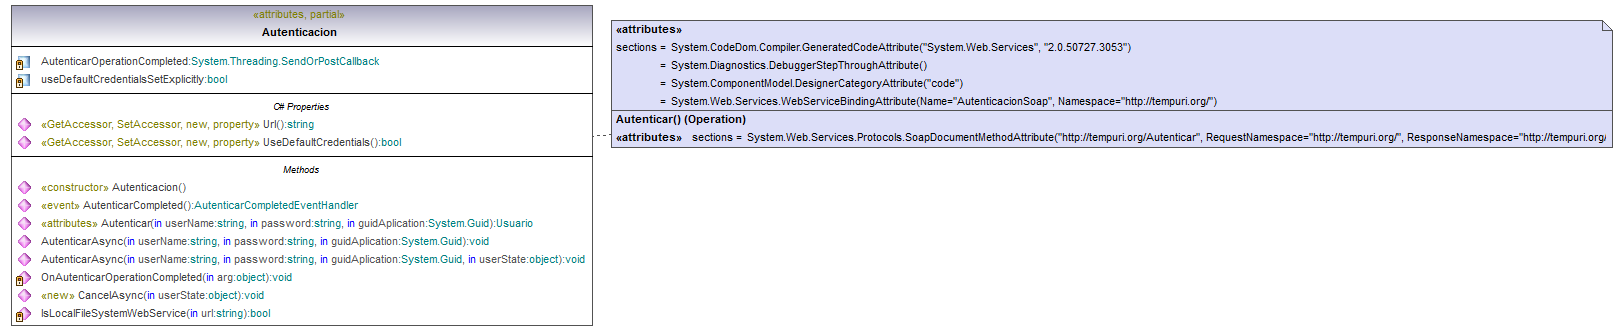 «attributes, partial»
Autenticacion
AutenticarOperationCompleted:System.Threading.SendOrPostCallback
useDefaultCredentialsSetExplicitly:bool
C# Properties
«GetAccessor, SetAccessor, new, property» Url():string
«GetAccessor, SetAccessor, new, property» UseDefaultCredentials():bool
Methods
«constructor» Autenticacion()
«event» AutenticarCompleted():AutenticarCompletedEventHandler
«attributes» Autenticar(in userName:string, in password:string, in guidAplication:System.Guid):Usuario
AutenticarAsync(in userName:string, in password:string, in guidAplication:System.Guid):void
AutenticarAsync(in userName:string, in password:string, in guidAplication:System.Guid, in userState:object):void
OnAutenticarOperationCompleted(in arg:object):void
«new» CancelAsync(in userState:object):void
IsLocalFileSystemWebService(in url:string):bool
«attributes»
sections = System.CodeDom.Compiler.GeneratedCodeAttribute("System.Web.Services", "2.0.50727.3053")
= System.Diagnostics.DebuggerStepThroughAttribute()
= System.ComponentModel.DesignerCategoryAttribute("code")
= System.Web.Services.WebServiceBindingAttribute(Name="AutenticacionSoap", Namespace="http://tempuri.org/")
Autenticar() (Operation)
«attributes» sections = System.Web.Services.Protocols.SoapDocumentMethodAttribute("http://tempuri.org/Autenticar", RequestNamespace="http://tempuri.org/", ResponseNamespace="http://tempuri.org/